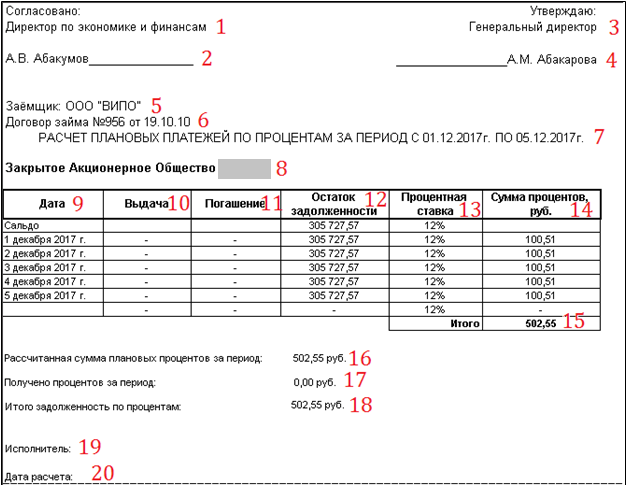 Согласовано: Утверждаю:
Директор по экономике и финансам 1 Генеральный директор 3
А.В. Абакумов 2 А.М. Абакарова 4
Заёмщик: ООО "ВИПО" 5
Договор займа №956 от 19.10.10 6
РАСЧЕТ ПЛАНОВЫХ ПЛАТЕЖЕЙ ПО ПРОЦЕНТАМ ЗА ПЕРИОД С 01.12.2017г. ПО 05.12.2017г. 7
Закрытое Акционерное Общество 8
Дата 9 Выдача 10 Погашение 11 Остаток задолженности 12 Процентная ставка 13 Сумма процентов, руб. 14
Сальдо 305 727,57 12%
1 декабря 2017 г. - - 305 727,57 12% 100,51
2 декабря 2017 г. - - 305 727,57 12% 100,51
3 декабря 2017 г. - - 305 727,57 12% 100,51
4 декабря 2017 г. - - 305 727,57 12% 100,51
5 декабря 2017 г. - - 305 727,57 12% 100,51
- - - 12% -
Итого 502,55 15
Рассчитанная сумма плановых процентов за период: 502,55 руб. 16
Получено процентов за период: 0,00 руб. 17
Итого задолженность по процентам: 502,55 руб. 18
Исполнитель: 19
Дата расчета: 20